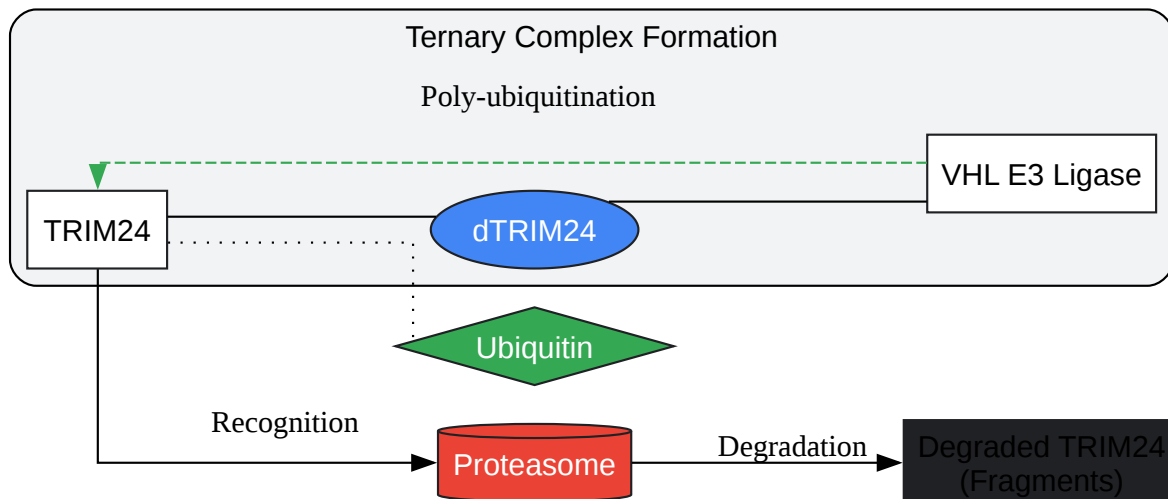 Ternary Complex Formation
Poly-ubiquitination
VHL E3 Ligase
TRIM24
dTRIM24
Ubiquitin
Recognition
Proteasome
Degradation
Degraded TRIM24
(Fragments)